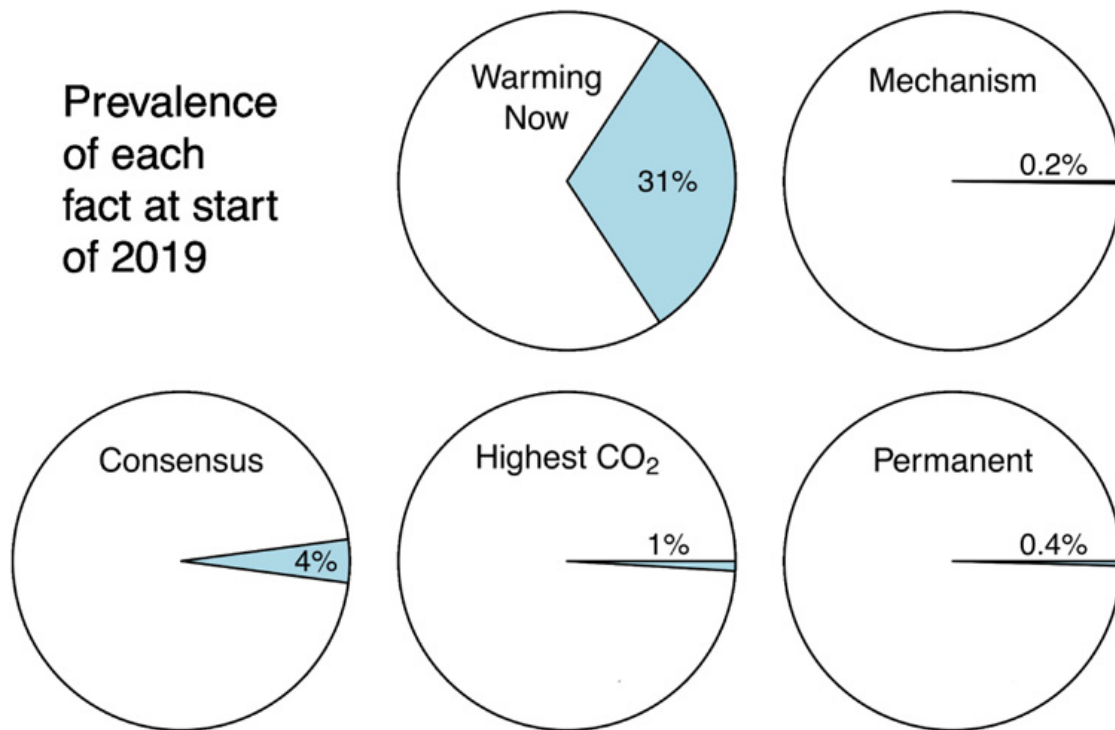 Prevalence
of each
fact at start
of 2019
Warming
Now
31%
Mechanism
0.2%
Consensus
4%
Highest CO₂
1%
Permanent
0.4%